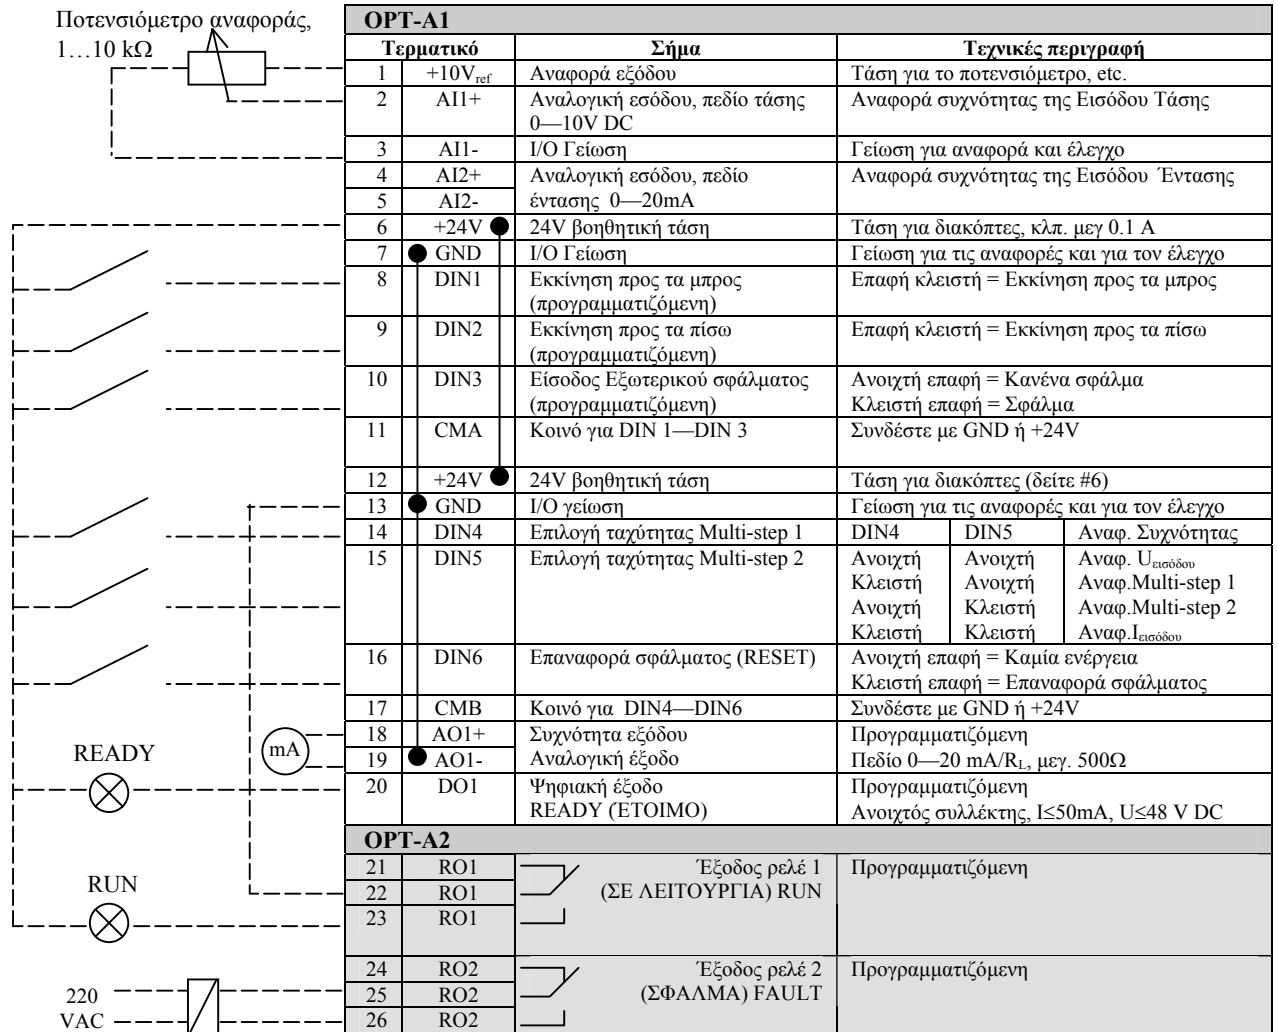 Ποτενσιόμετρο αναφοράς,
1…10 kΩ
OPT-A1
Τερματικό Σήμα Τεχνικές περιγραφή
1 +10Vref Αναφορά εξόδου Τάση για το ποτενσιόμετρο, etc.
2 AI1+ Αναλογική εσόδου, πεδίο τάσης Αναφορά συχνότητας της Εισόδου Τάσης
0—10V DC
3 AI1- I/O Γείωση Γείωση για αναφορά και έλεγχο
4 AI2+ Αναλογική εσόδου, πεδίο Αναφορά συχνότητας της Εισόδου Έντασης
5 AI2- έντασης 0—20mA
6 +24V 24V βοηθητική τάση Τάση για διακόπτες, κλπ. μεγ 0.1 A
7 GND I/O Γείωση Γείωση για τις αναφορές και για τον έλεγχο
8 DIN1 Εκκίνηση προς τα μπρος Επαφή κλειστή = Εκκίνηση προς τα μπρος
(προγραμματιζόμενη)
9 DIN2 Εκκίνηση προς τα πίσω Επαφή κλειστή = Εκκίνηση προς τα πίσω
(προγραμματιζόμενη)
10 DIN3 Είσοδος Εξωτερικού σφάλματος Ανοιχτή επαφή = Κανένα σφάλμα
(προγραμματιζόμενη) Κλειστή επαφή = Σφάλμα
11 CMA Κοινό για DIN 1—DIN 3 Συνδέστε με GND ή +24V
12 +24V 24V βοηθητική τάση Τάση για διακόπτες (δείτε #6)
13 GND I/O γείωση Γείωση για τις αναφορές και για τον έλεγχο
14 DIN4 Επιλογή ταχύτητας Multi-step 1 DIN4 DIN5 Αναφ. Συχνότητας
15 DIN5 Επιλογή ταχύτητας Multi-step 2 Ανοιχτή Ανοιχτή Αναφ. Uεισόδου
Κλειστή Ανοιχτή Αναφ.Multi-step 1
Ανοιχτή Κλειστή Αναφ.Multi-step 2
Κλειστή Κλειστή Αναφ.Iεισόδου
16 DIN6 Επαναφορά σφάλματος (RESET) Ανοιχτή επαφή = Καμία ενέργεια
Κλειστή επαφή = Επαναφορά σφάλματος
17 CMB Κοινό για DIN4—DIN6 Συνδέστε με GND ή +24V
18 AO1+ Συχνότητα εξόδου Προγραμματιζόμενη
READY mA 19 AO1- Αναλογική έξοδο Πεδίο 0—20 mA/RL, μεγ. 500Ω
20 DO1 Ψηφιακή έξοδο Προγραμματιζόμενη
READY (ΈΤΟΙΜΟ) Ανοιχτός συλλέκτης, I≤50mA, U≤48 V DC
OPT-A2
21 RO1 Έξοδος ρελέ 1 Προγραμματιζόμενη
RUN 22 RO1 (ΣΕ ΛΕΙΤΟΥΡΓΙΑ) RUN
23 RO1
24 RO2 Έξοδος ρελέ 2 Προγραμματιζόμενη
220 25 RO2 (ΣΦΑΛΜΑ) FAULT
VAC 26 RO2